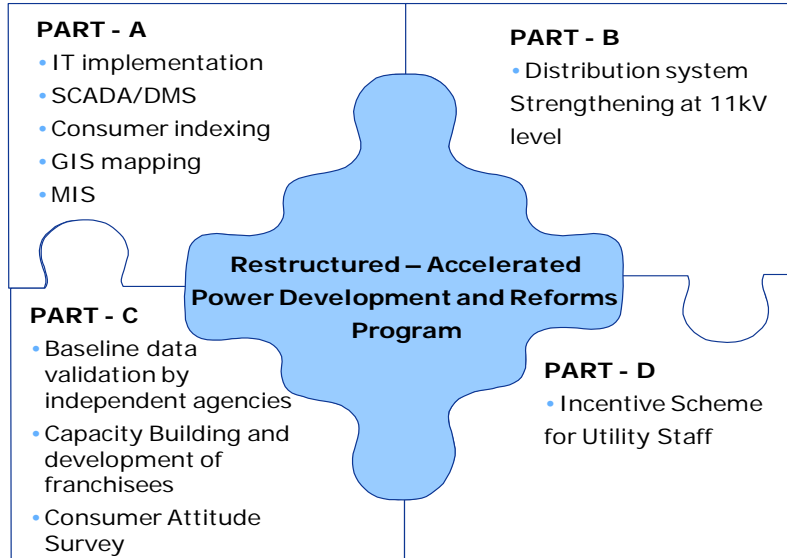 PART - A
• IT implementation
• SCADA/DMS
• Consumer indexing
• GIS mapping
• MIS
PART - B
• Distribution system
Strengthening at 11kV
level
Restructured – Accelerated
Power Development and Reforms
Program
PART - C
• Baseline data
validation by
independent agencies
• Capacity Building and
development of
franchisees
• Consumer Attitude
Survey
PART - D
• Incentive Scheme
for Utility Staff